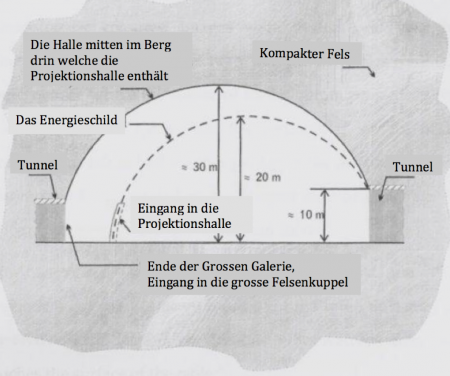 Die Halle mitten im Berg
drin welche die
Projektionshalle enthält
Kompakter Fels
Das Energieschild
Tunnel
≈ 30 m
≈ 20 m
Tunnel
Eingang in die
Projektionshalle
≈ 10 m
Ende der Grossen Galerie,
Eingang in die grosse Felsenkuppel